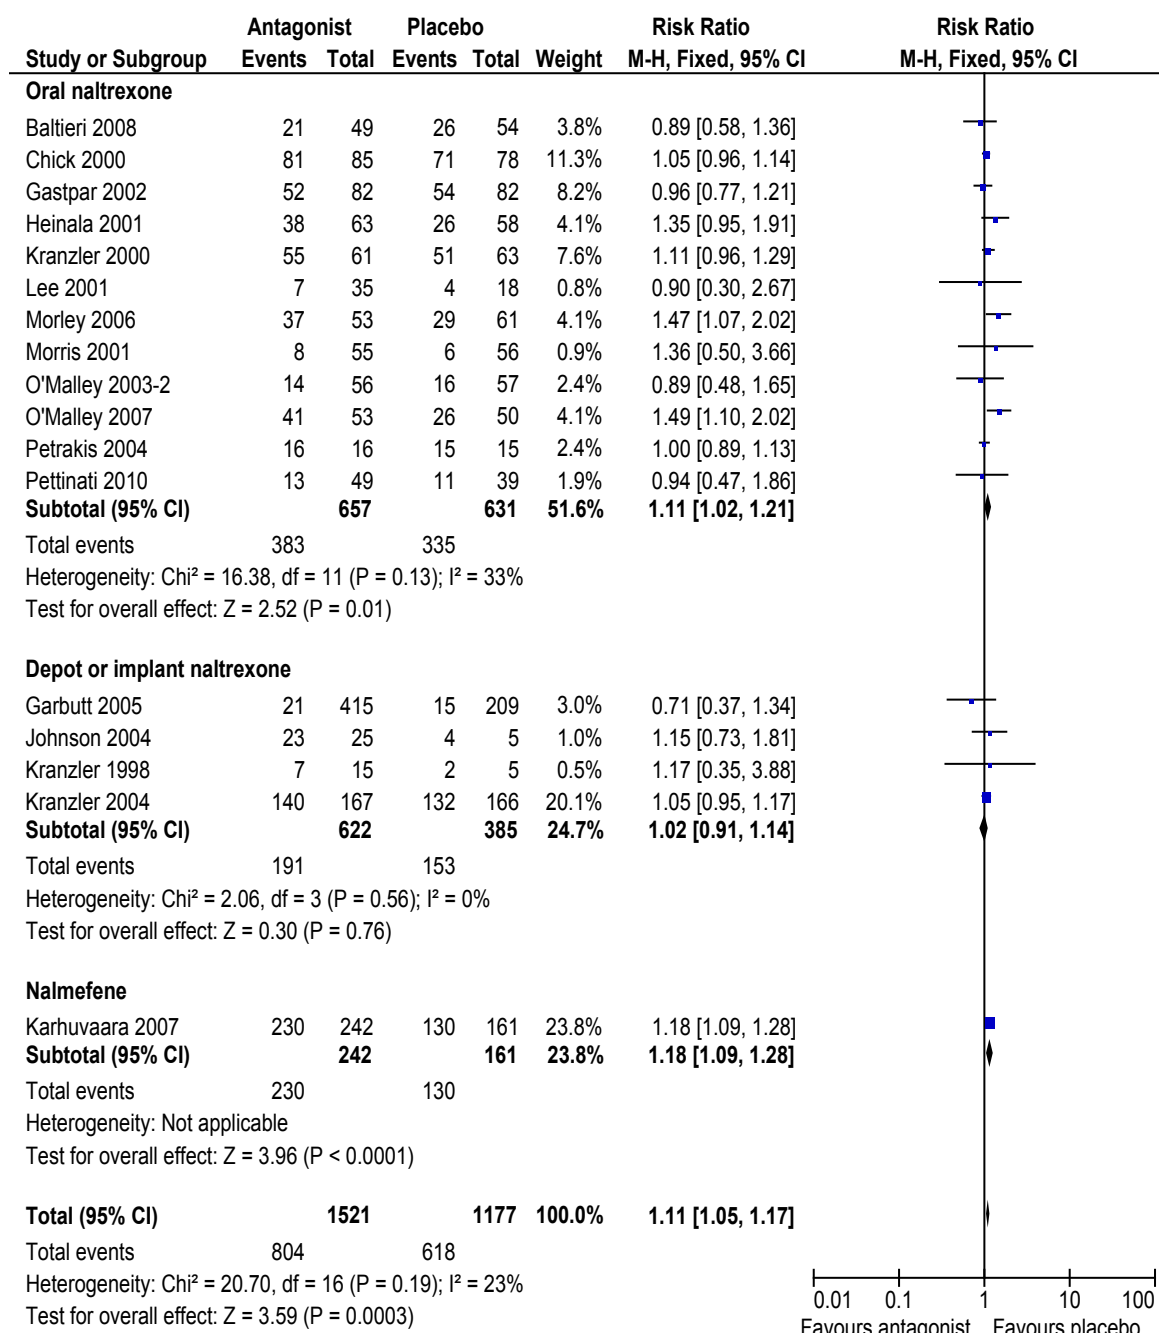 Antagonist Placebo Risk Ratio Risk Ratio
Study or Subgroup Events Total Events Total Weight M-H, Fixed, 95% CI M-H, Fixed, 95% CI
Oral naltrexone
Baltieri 2008 21 49 26 54 3.8% 0.89 [0.58, 1.36]
Chick 2000 81 85 71 78 11.3% 1.05 [0.96, 1.14]
Gastpar 2002 52 82 54 82 8.2% 0.96 [0.77, 1.21]
Heinala 2001 38 63 26 58 4.1% 1.35 [0.95, 1.91]
Kranzler 2000 55 61 51 63 7.6% 1.11 [0.96, 1.29]
Lee 2001 7 35 4 18 0.8% 0.90 [0.30, 2.67]
Morley 2006 37 53 29 61 4.1% 1.47 [1.07, 2.02]
Morris 2001 8 55 6 56 0.9% 1.36 [0.50, 3.66]
O'Malley 2003-2 14 56 16 57 2.4% 0.89 [0.48, 1.65]
O'Malley 2007 41 53 26 50 4.1% 1.49 [1.10, 2.02]
Petrakis 2004 16 16 15 15 2.4% 1.00 [0.89, 1.13]
Pettinati 2010 13 49 11 39 1.9% 0.94 [0.47, 1.86]
Subtotal (95% CI) 657 631 51.6% 1.11 [1.02, 1.21]
Total events 383 335
Heterogeneity: Chi² = 16.38, df = 11 (P = 0.13); I² = 33%
Test for overall effect: Z = 2.52 (P = 0.01)
Depot or implant naltrexone
Garbutt 2005 21 415 15 209 3.0% 0.71 [0.37, 1.34]
Johnson 2004 23 25 4 5 1.0% 1.15 [0.73, 1.81]
Kranzler 1998 7 15 2 5 0.5% 1.17 [0.35, 3.88]
Kranzler 2004 140 167 132 166 20.1% 1.05 [0.95, 1.17]
Subtotal (95% CI) 622 385 24.7% 1.02 [0.91, 1.14]
Total events 191 153
Heterogeneity: Chi² = 2.06, df = 3 (P = 0.56); I² = 0%
Test for overall effect: Z = 0.30 (P = 0.76)
Nalmefene
Karhuvaara 2007 230 242 130 161 23.8% 1.18 [1.09, 1.28]
Subtotal (95% CI) 242 161 23.8% 1.18 [1.09, 1.28]
Total events 230 130
Heterogeneity: Not applicable
Test for overall effect: Z = 3.96 (P < 0.0001)
Total (95% CI) 1521 1177 100.0% 1.11 [1.05, 1.17]
Total events 804 618
Heterogeneity: Chi² = 20.70, df = 16 (P = 0.19); I² = 23%
Test for overall effect: Z = 3.59 (P = 0.0003)
0.01 0.1 1 10 100
Favours antagonist Favours placebo